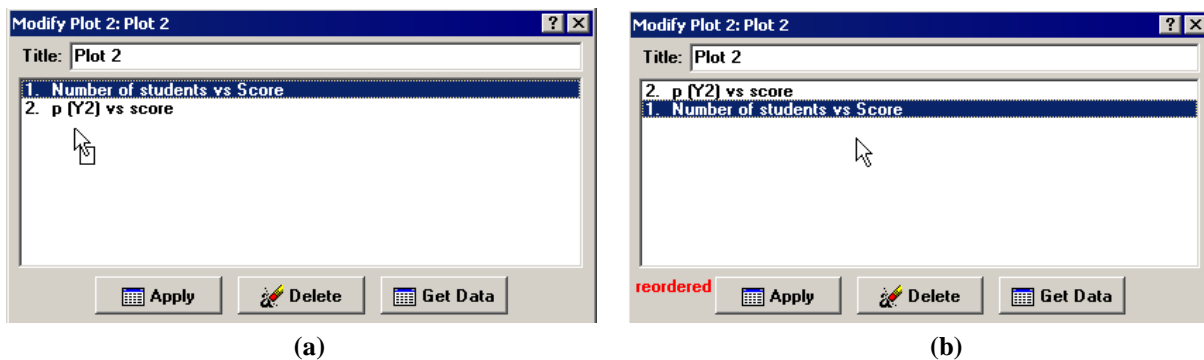 Modify Plot 2: Plot 2
Title: Plot 2
1. Number of students vs Score
2. p (Y2) vs score
Apply Delete Get Data
(a)
Modify Plot 2: Plot 2
Title: Plot 2
2. p (Y2) vs score
1. Number of students vs Score
reordered Apply Delete Get Data
(b)